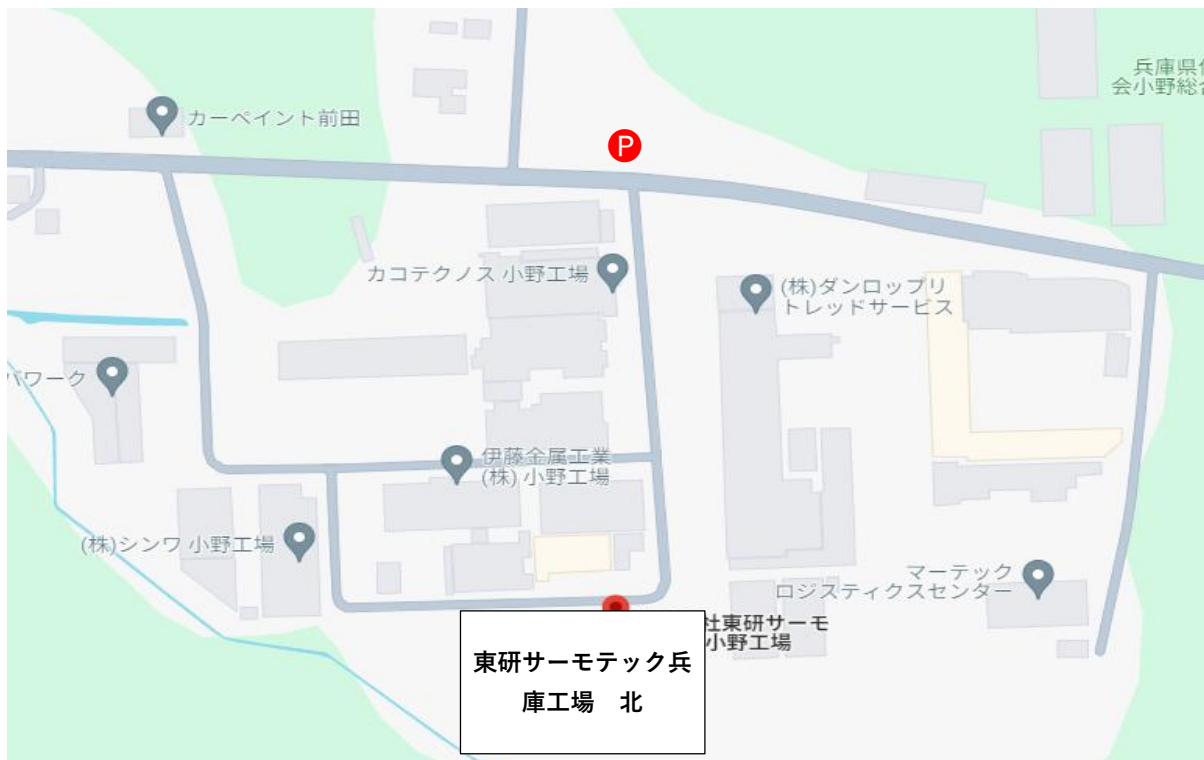 兵庫県
会小野総合
カーペイント前田
P
カコテクノス 小野工場
(株)ダンロップリ
トレッドサービス
パワーク
伊藤金属工業
(株) 小野工場
(株)シンワ 小野工場
マーテック
ロジスティクスセンター
社東研サーモ
小野工場
東研サーモテック兵
庫工場 北